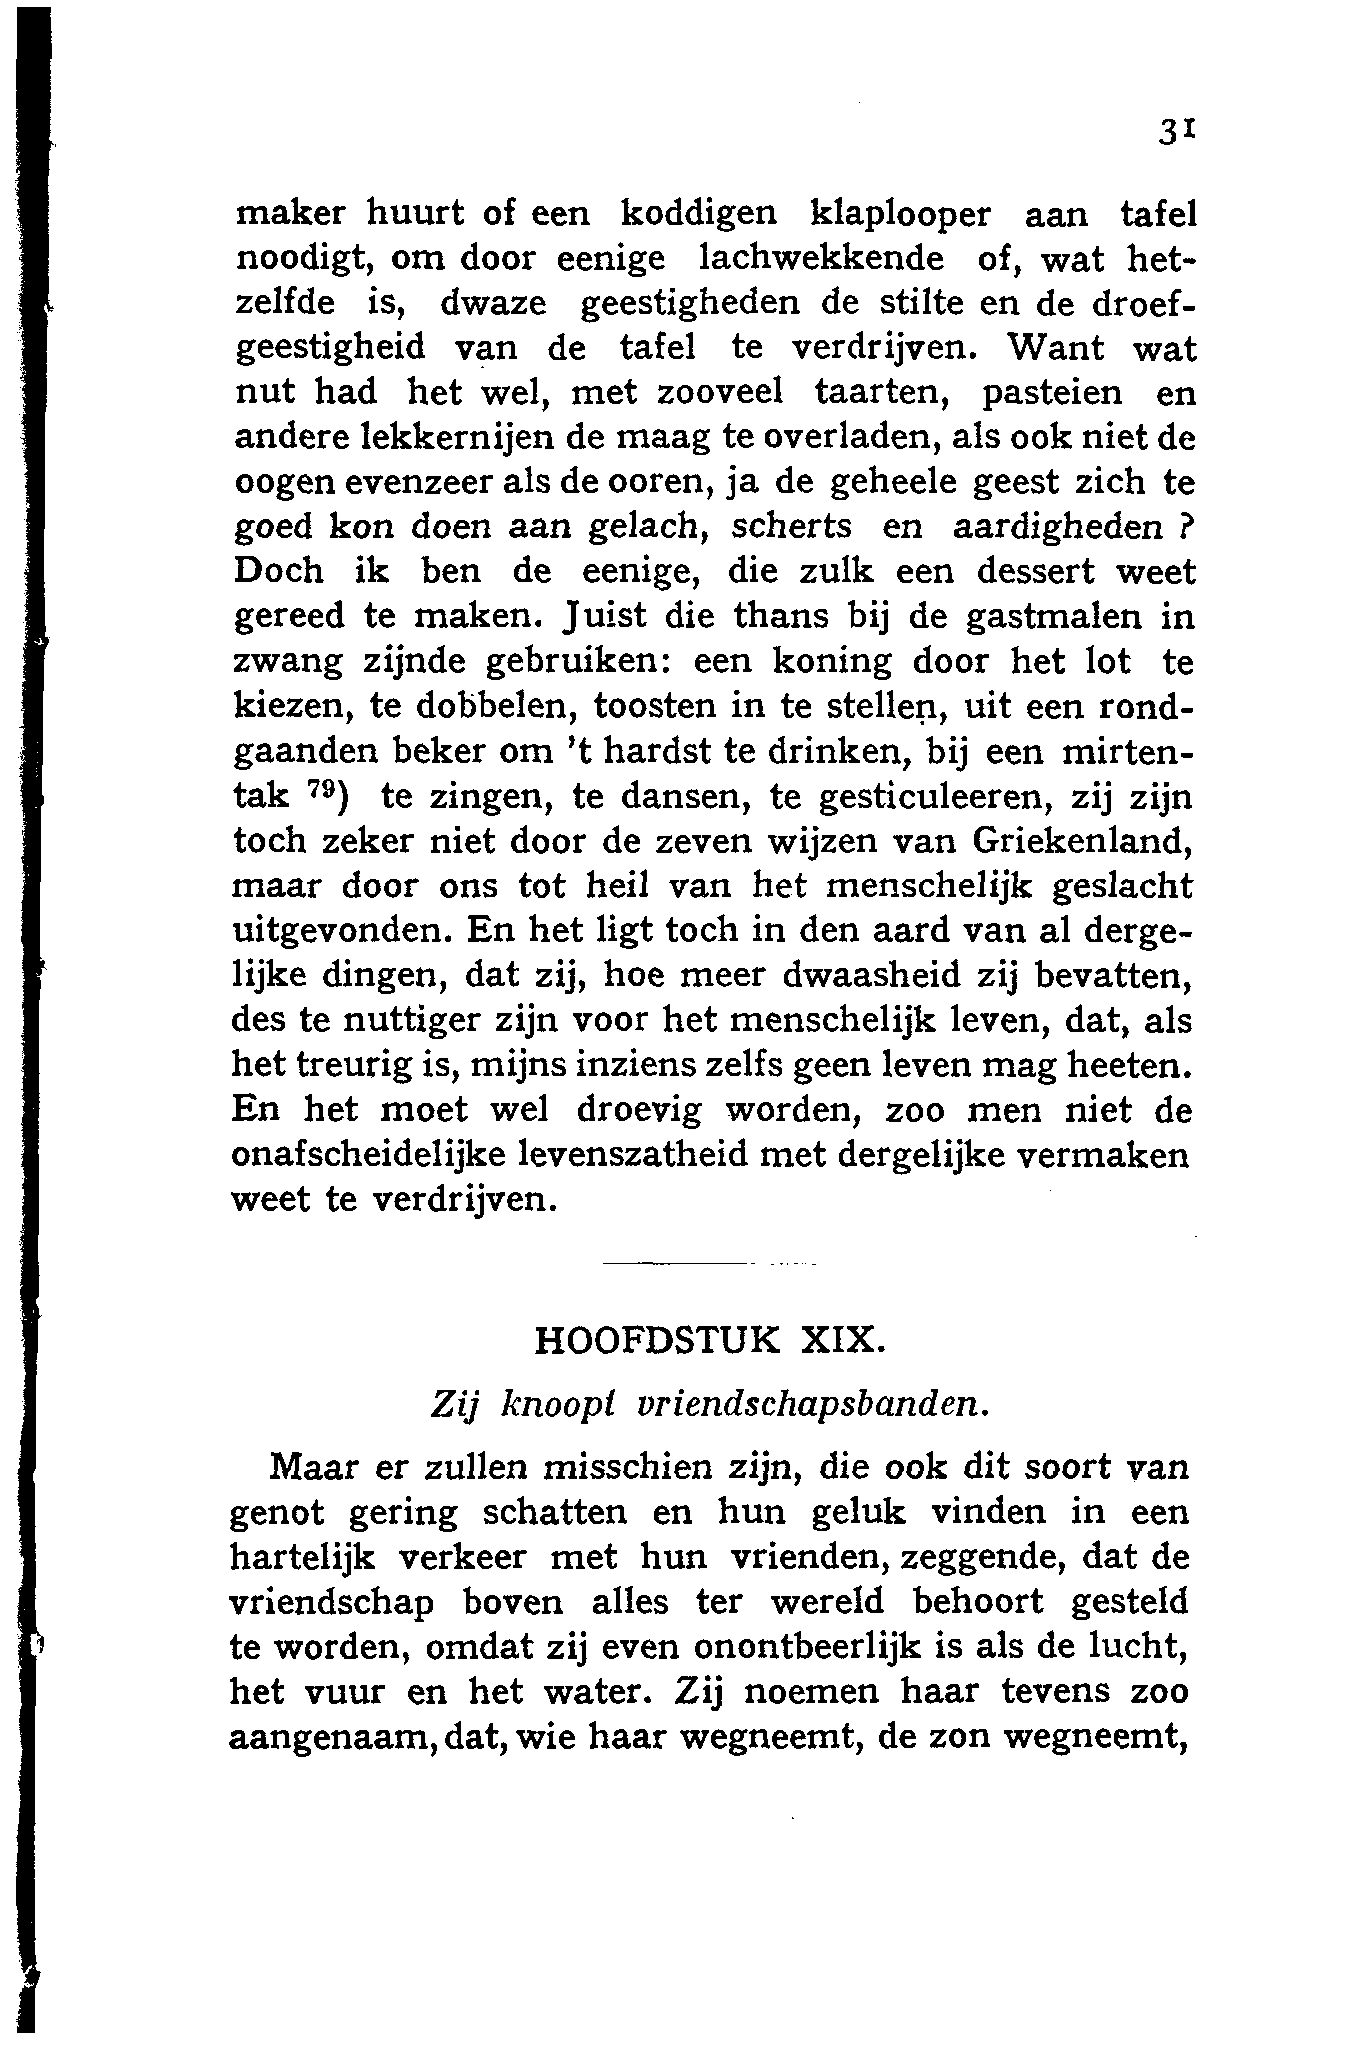 31
maker huurt of een koddigen klaplooper aan tafel
noodigt, om door eenige lachwekkende of, wat het-
zelfde is, dwaze geestigheden de stilte en de droef-
geestigheid van de tafel te verdrijven. Want wat
nut had het wel, met zooveel taarten, pasteien en
andere lekkernijen de maag te overladen, als ook niet de
oogen evenzeer als de ooren, ja de geheele geest zich te
goed kon doen aan gelach, scherts en aardigheden ?
Doch ik ben de eenige, die zulk een dessert weet
gereed te maken. Juist die thans bij de gastmalen in
zwang zijnde gebruiken: een koning door het lot te
kiezen, te dobbelen, toosten in te stellen, uit een rond-
gaanden beker om 't hardst te drinken, bij een mirten-
tak ⁷⁹) te zingen, te dansen, te gesticuleeren, zij zijn
toch zeker niet door de zeven wijzen van Griekenland,
maar door ons tot heil van het menschelijk geslacht
uitgevonden. En het ligt toch in den aard van al derge-
lijke dingen, dat zij, hoe meer dwaasheid zij bevatten,
des te nuttiger zijn voor het menschelijk leven, dat, als
het treurig is, mijns inziens zelfs geen leven mag heeten.
En het moet wel droevig worden, zoo men niet de
onafscheidelijke levenszatheid met dergelijke vermaken
weet te verdrijven.
HOOFDSTUK XIX.
Zij knoopt vriendschapsbanden.
Maar er zullen misschien zijn, die ook dit soort van
genot gering schatten en hun geluk vinden in een
hartelijk verkeer met hun vrienden, zeggende, dat de
vriendschap boven alles ter wereld behoort gesteld
te worden, omdat zij even onontbeerlijk is als de lucht,
het vuur en het water. Zij noemen haar tevens zoo
aangenaam, dat, wie haar wegneemt, de zon wegneemt,